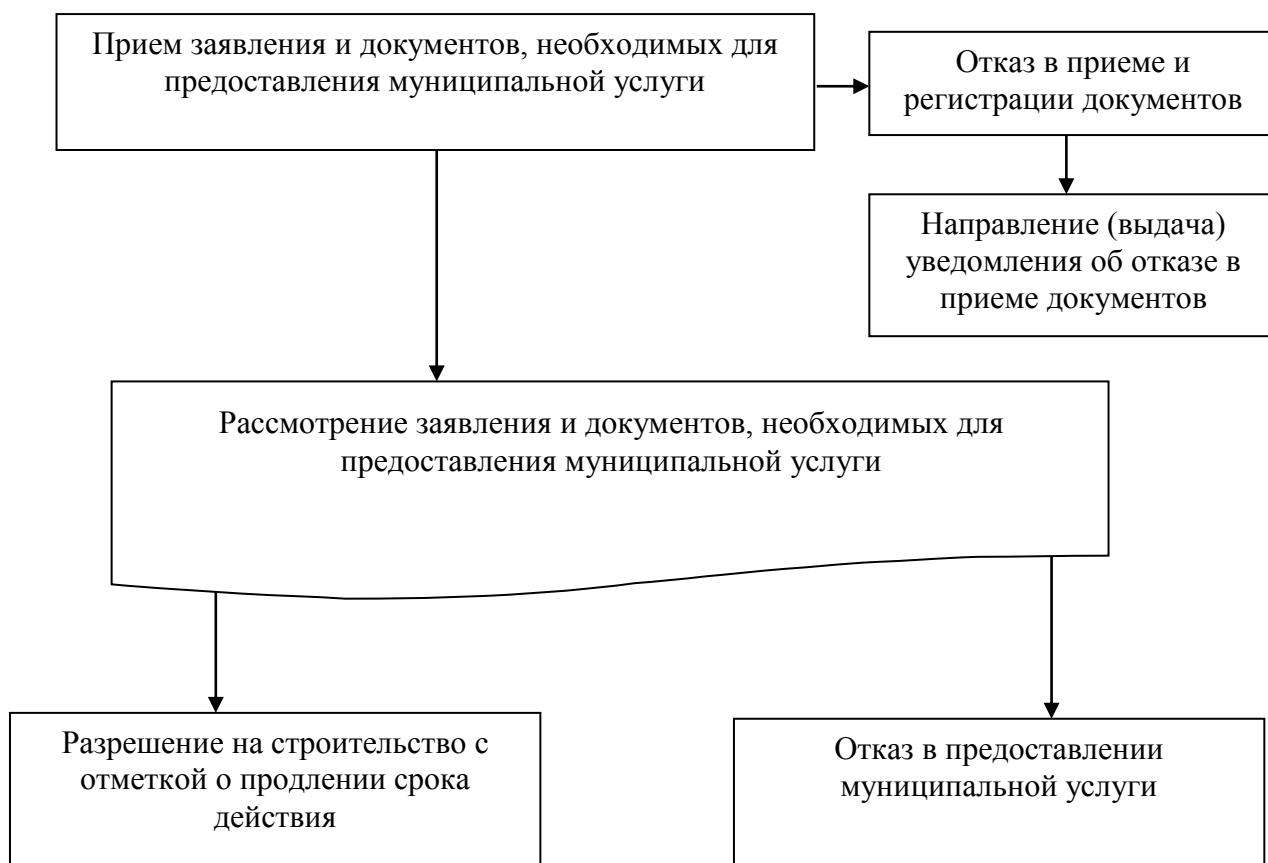 Прием заявления и документов, необходимых для
предоставления муниципальной услуги
Отказ в приеме и
регистрации документов
Направление (выдача)
уведомления об отказе в
приеме документов
Рассмотрение заявления и документов, необходимых для
предоставления муниципальной услуги
Разрешение на строительство с
отметкой о продлении срока
действия
Отказ в предоставлении
муниципальной услуги